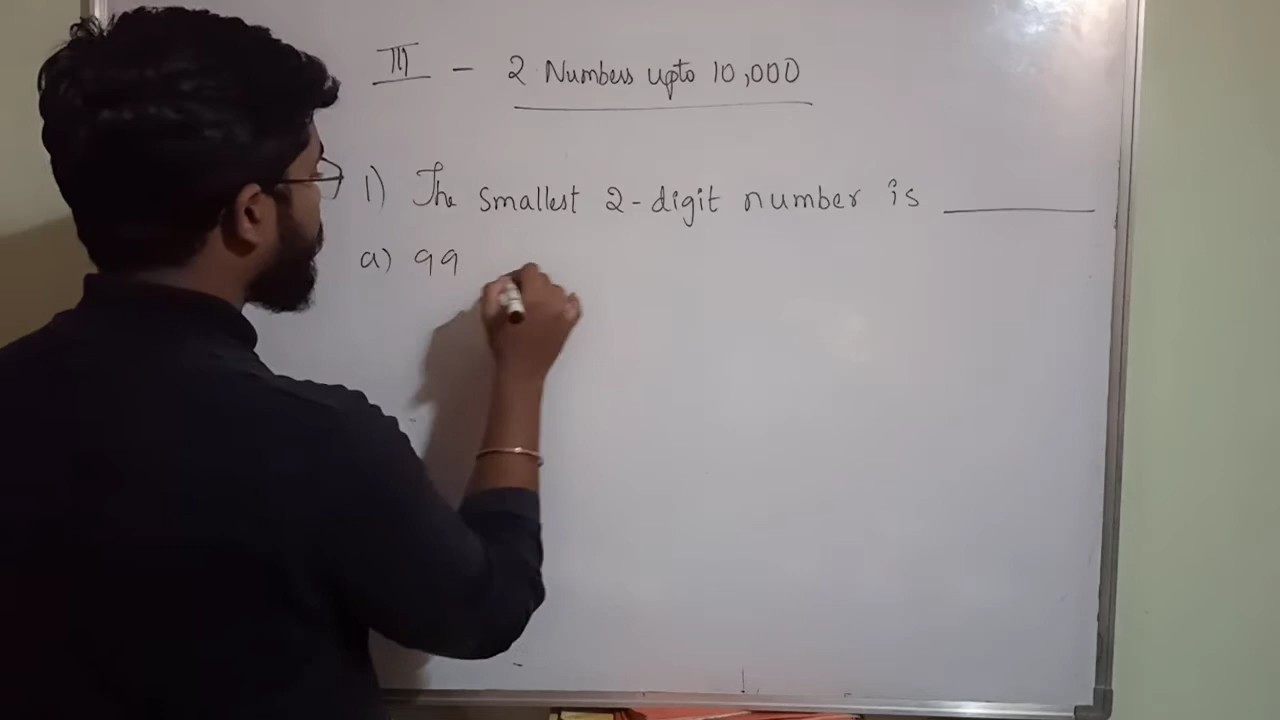 III - 2 Numbers upto 10,000
1) The smallest 2-digit number is ______
a) 99